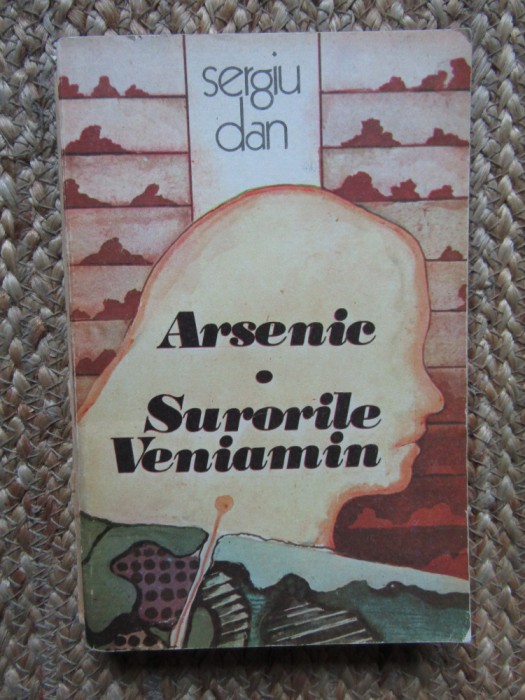 sergiu
dan
Arsenic
•
Surorile
Veniamin